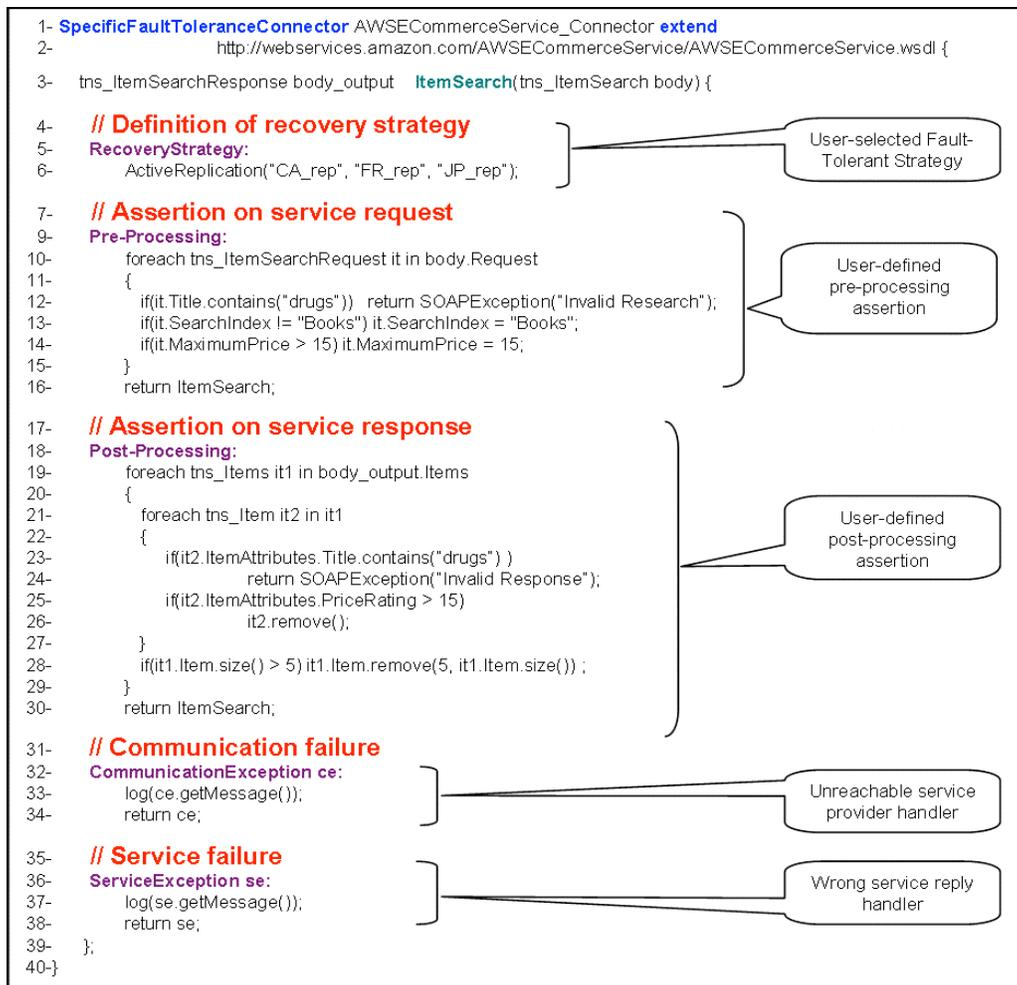 1- SpecificFaultToleranceConnector AWSECommerceService_Connector extend
2- http://webservices.amazon.com/AWSECommerceService/AWSECommerceService.wsdl {
3- tns_ItemSearchResponse body_output ItemSearch(tns_ItemSearch body) {
4- // Definition of recovery strategy
5- RecoveryStrategy:
6- ActiveReplication("CA_rep", "FR_rep", "JP_rep");
User-selected Fault-
Tolerant Strategy
7- // Assertion on service request
9- Pre-Processing:
10- foreach tns_ItemSearchRequest it in body.Request
11- {
12- if(it.Title.contains("drugs")) return SOAPException("Invalid Research");
13- if(it.SearchIndex != "Books") it.SearchIndex = "Books";
14- if(it.MaximumPrice > 15) it.MaximumPrice = 15;
15- }
16- return ItemSearch;
User-defined
pre-processing
assertion
17- // Assertion on service response
18- Post-Processing:
19- foreach tns_Items it1 in body_output.Items
20- {
21- foreach tns_Item it2 in it1
22- {
23- if(it2.ItemAttributes.Title.contains("drugs") )
24- return SOAPException("Invalid Response");
25- if(it2.ItemAttributes.PriceRating > 15)
26- it2.remove();
27- }
28- if(it1.Item.size() > 5) it1.Item.remove(5, it1.Item.size()) ;
29- }
30- return ItemSearch;
User-defined
post-processing
assertion
31- // Communication failure
32- CommunicationException ce:
33- log(ce.getMessage());
34- return ce;
Unreachable service
provider handler
35- // Service failure
36- ServiceException se:
37- log(se.getMessage());
38- return se;
Wrong service reply
handler
39- };
40-}